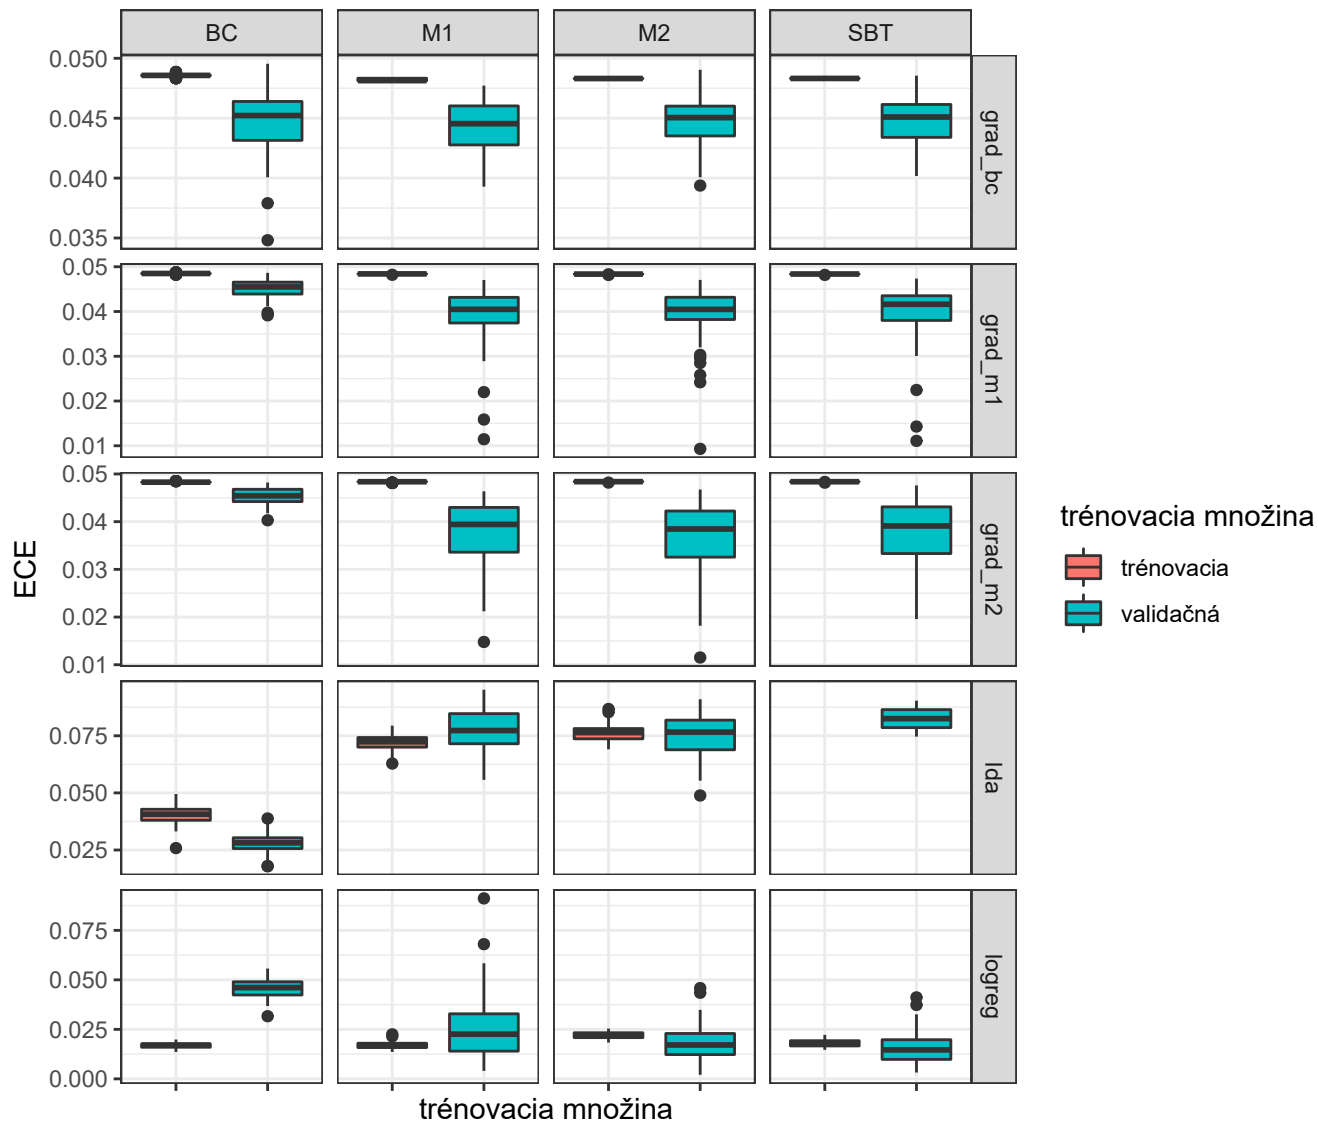 BC M1 M2 SBT
0.050
0.045
0.040
0.035
grad_bc
0.05
0.04
0.03
0.02
0.01
grad_m1
0.05
0.04
0.03
0.02
0.01
grad_m2
0.075
0.050
0.025
lda
0.075
0.050
0.025
0.000
logreg
ECE
trénovacia množina
trénovacia množina
trénovacia
validačná